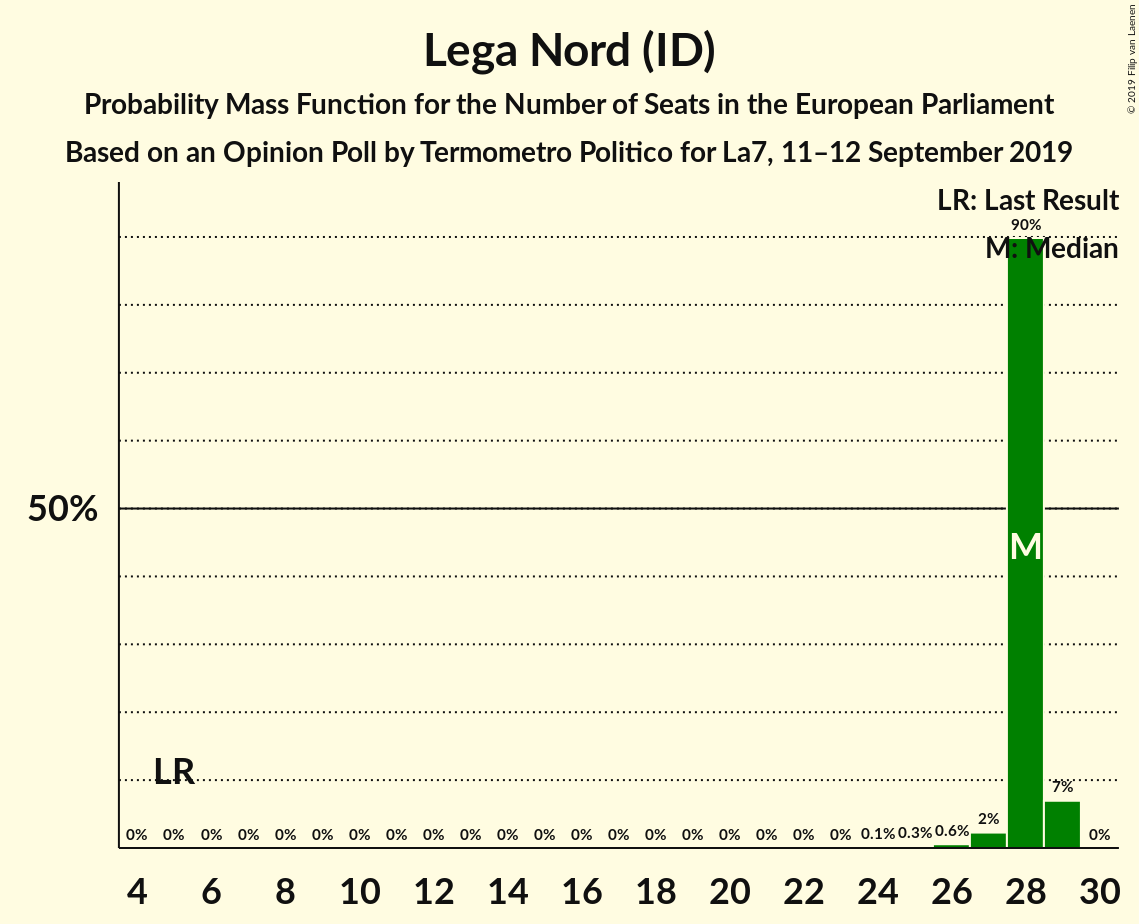 Lega Nord (ID)
Probability Mass Function for the Number of Seats in the European Parliament
Based on an Opinion Poll by Termometro Politico for La7, 11–12 September 2019
© 2019 Filip van Laenen
LR: Last Result
90%
M: Median
50%
M
LR
7%
2%
0% 0% 0% 0% 0% 0% 0% 0% 0% 0% 0% 0% 0% 0% 0% 0% 0% 0% 0% 0% 0.1% 0.3% 0.6% 0%
4 6 8 10 12 14 16 18 20 22 24 26 28 30